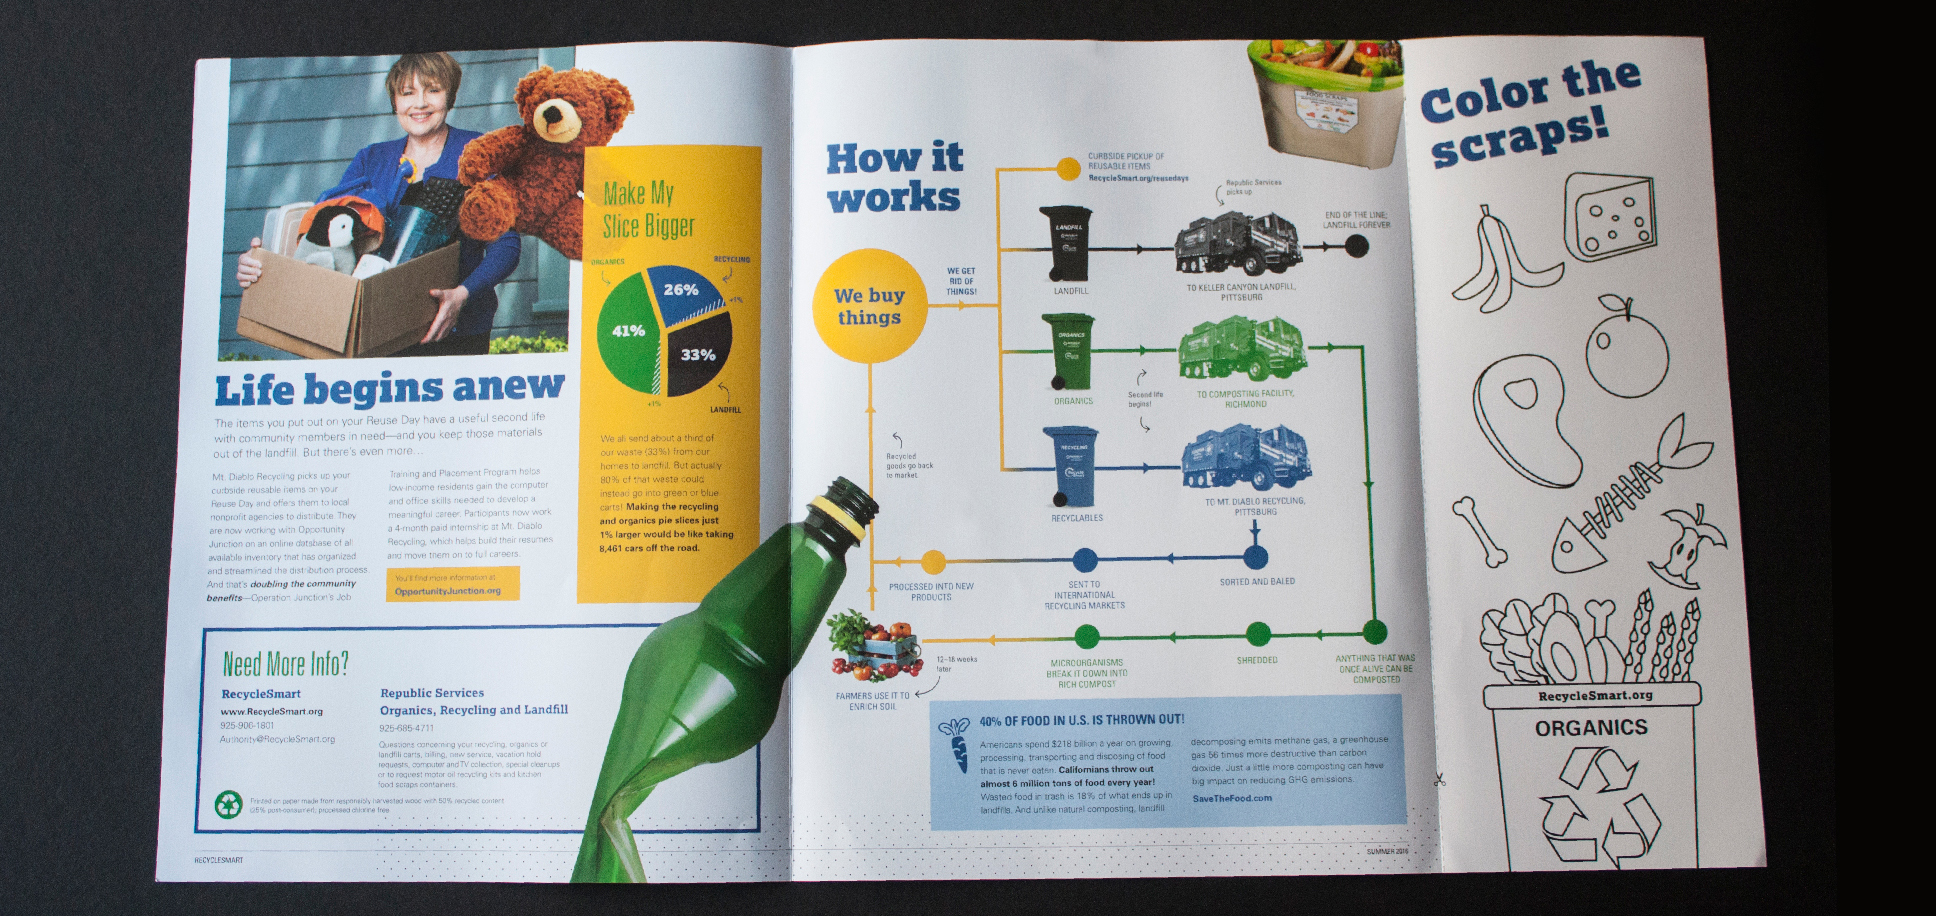 Life begins anew
The items you put out on your Reuse Day have a useful second life
with community members in need—and you keep those materials
out of the landfill. But there's even more...
Mt. Diablo Recycling picks up your
curbside reusable items on your
Reuse Day and offers them to local
nonprofit agencies to distribute. They
are now working with Opportunity
Junction on an online database of all
available inventory that has organized
and streamlined the distribution process.
And that's doubling the community
benefits—Operation Junction's Job
Training and Placement Program helps
low-income residents gain the computer
and office skills needed to develop a
meaningful career. Participants now work
a 4-month paid internship at Mt. Diablo
Recycling, which helps build their resumes
and move them on to full careers.
You'll find more information at
OpportunityJunction.org
Make My
Slice Bigger
ORGANICS
RECYCLING
26%
+1%
41%
33%
+1%
LANDFILL
We all send about a third of
our waste (33%) from our
homes to landfill. But actually
80% of that waste could
instead go into green or blue
carts! Making the recycling
and organics pie slices just
1% larger would be like taking
8,461 cars off the road.
Need More Info?
RecycleSmart
www.RecycleSmart.org
925-906-1801
Authority@RecycleSmart.org
Republic Services
Organics, Recycling and Landfill
925-685-4711
Questions concerning your recycling, organics or
landfill carts, billing, new service, vacation hold
requests, computer and TV collection, special cleanups
or to request motor oil recycling kits and kitchen
food scraps containers.
Printed on paper made from responsibly harvested wood with 50% recycled content
(25% post-consumer), processed chlorine free.
RECYCLESMART
How it
works
We buy
things
WE GET
RID OF
THINGS!
CURBSIDE PICKUP OF
REUSABLE ITEMS
RecycleSmart.org/reusedays
FOOD SCRAPS
Republic Services
picks up
LANDFILL
LANDFILL
TO KELLER CANYON LANDFILL,
PITTSBURG
END OF THE LINE;
LANDFILL FOREVER
ORGANICS
ORGANICS
Second life
begins!
TO COMPOSTING FACILITY,
RICHMOND
RECYCLING
RECYCLABLES
TO MT. DIABLO RECYCLING,
PITTSBURG
Recycled
goods go back
to market.
PROCESSED INTO NEW
PRODUCTS
SENT TO
INTERNATIONAL
RECYCLING MARKETS
SORTED AND BALED
FARMERS USE IT TO
ENRICH SOIL
12–18 weeks
later
MICROORGANISMS
BREAK IT DOWN INTO
RICH COMPOST
SHREDDED
ANYTHING THAT WAS
ONCE ALIVE CAN BE
COMPOSTED
40% OF FOOD IN U.S. IS THROWN OUT!
Americans spend $218 billion a year on growing,
processing, transporting and disposing of food
that is never eaten. Californians throw out
almost 6 million tons of food every year!
Wasted food in trash is 18% of what ends up in
landfills. And unlike natural composting, landfill
decomposing emits methane gas, a greenhouse
gas 56 times more destructive than carbon
dioxide. Just a little more composting can have
big impact on reducing GHG emissions.
SaveTheFood.com
SUMMER 2016
Color the
scraps!
RecycleSmart.org
ORGANICS